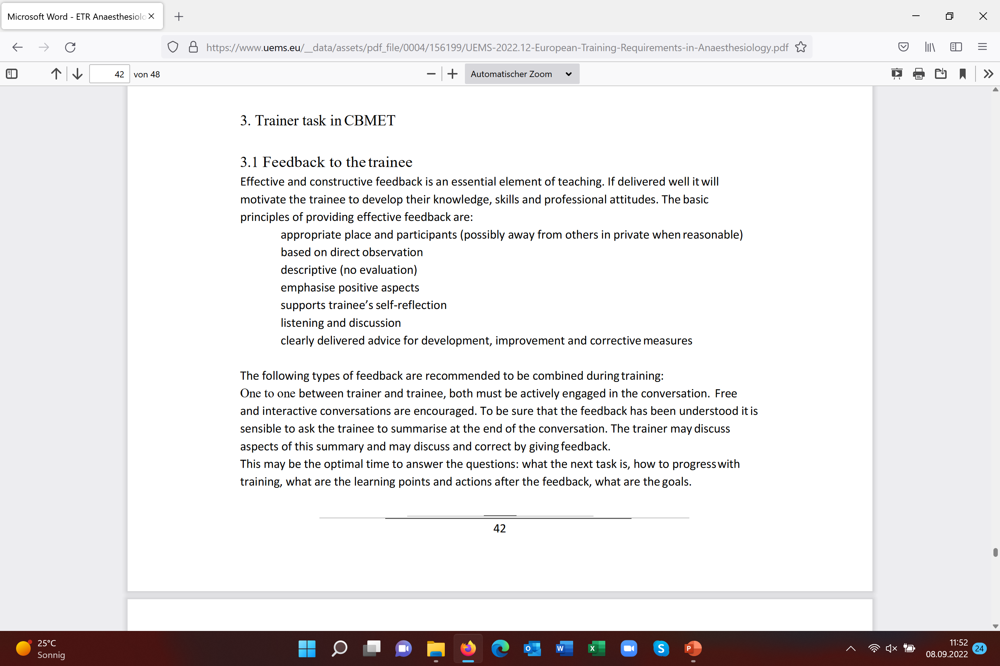 Microsoft Word - ETR Anaesthesiolo
https://www.uems.eu/__data/assets/pdf_file/0004/156199/UEMS-2022.12-European-Training-Requirements-in-Anaesthesiology.pdf
42 von 48
Automatischer Zoom
3. Trainer task in CBMET
3.1 Feedback to the trainee
Effective and constructive feedback is an essential element of teaching. If delivered well it will
motivate the trainee to develop their knowledge, skills and professional attitudes. The basic
principles of providing effective feedback are:
appropriate place and participants (possibly away from others in private when reasonable)
based on direct observation
descriptive (no evaluation)
emphasise positive aspects
supports trainee’s self-reflection
listening and discussion
clearly delivered advice for development, improvement and corrective measures
The following types of feedback are recommended to be combined during training:
One to one between trainer and trainee, both must be actively engaged in the conversation. Free
and interactive conversations are encouraged. To be sure that the feedback has been understood it is
sensible to ask the trainee to summarise at the end of the conversation. The trainer may discuss
aspects of this summary and may discuss and correct by giving feedback.
This may be the optimal time to answer the questions: what the next task is, how to progress with
training, what are the learning points and actions after the feedback, what are the goals.
42
25°C
Sonnig
11:52
08.09.2022
24